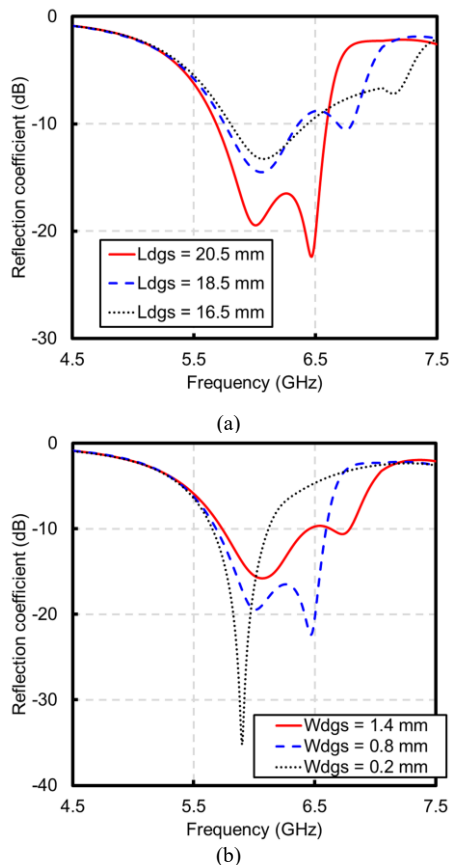 0
-10
-20
-30
Reflection coefficient (dB)
Ldgs = 20.5 mm
Ldgs = 18.5 mm
Ldgs = 16.5 mm
4.5 5.5 6.5 7.5
Frequency (GHz)
(a)
0
-10
-20
-30
-40
Reflection coefficient (dB)
Wdgs = 1.4 mm
Wdgs = 0.8 mm
Wdgs = 0.2 mm
4.5 5.5 6.5 7.5
Frequency (GHz)
(b)